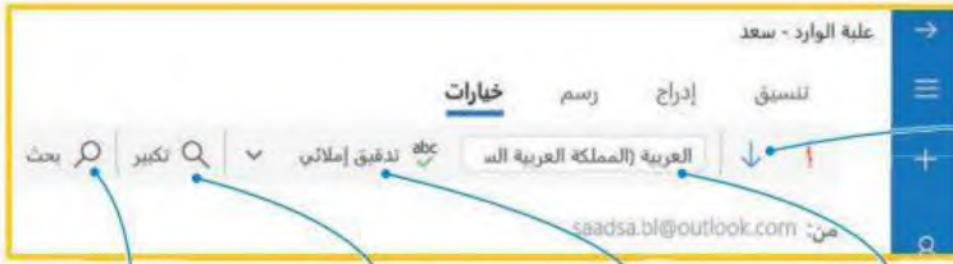 علبة الوارد - سعد
تنسيق إدراج رسم خيارات
العربية (المملكة العربية الس abc تدقيق إملائي تكبير بحث
من: saadsa.bl@outlook.com